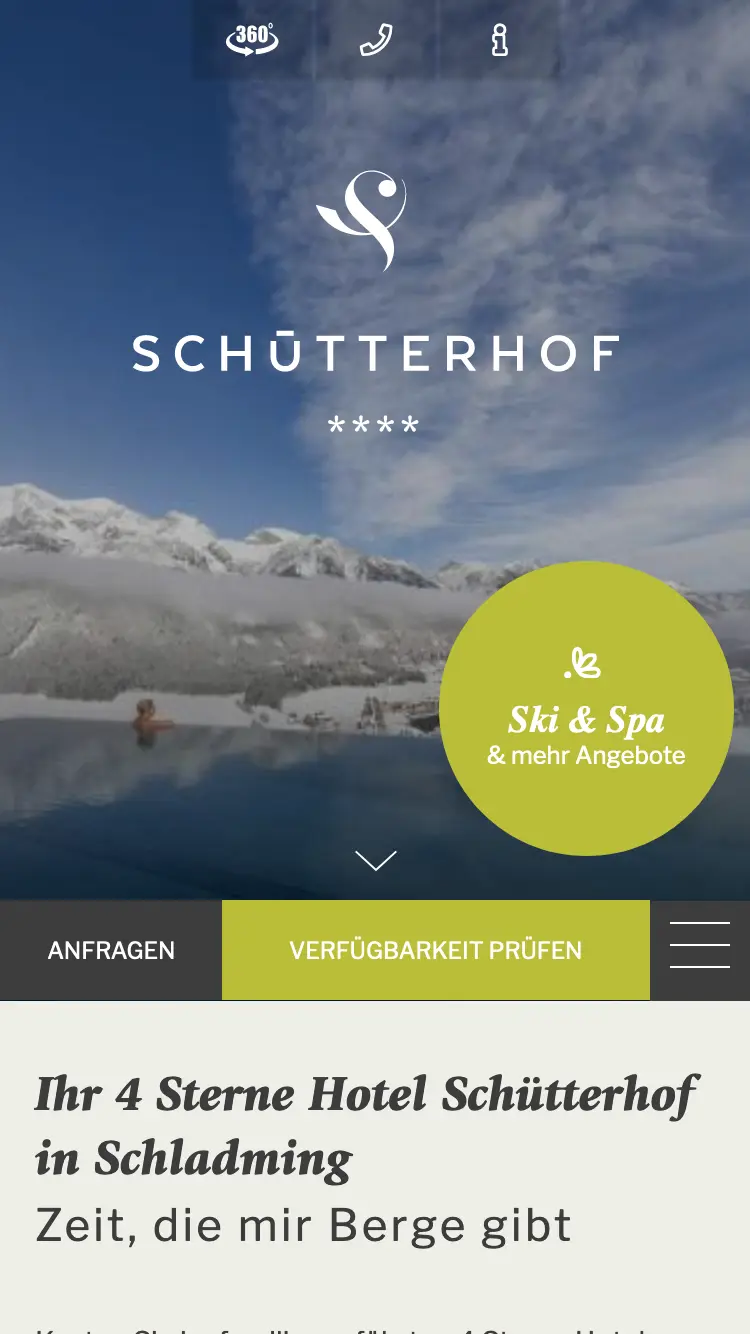 360°
SCHŪTTERHOF
****
Ski & Spa
& mehr Angebote
ANFRAGEN
VERFÜGBARKEIT PRÜFEN
Ihr 4 Sterne Hotel Schütterhof
in Schladming
Zeit, die mir Berge gibt